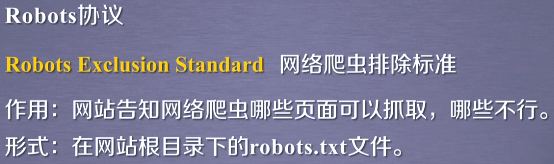 Robots协议
Robots Exclusion Standard 网络爬虫排除标准
作用：网站告知网络爬虫哪些页面可以抓取，哪些不行。
形式：在网站根目录下的robots.txt文件。